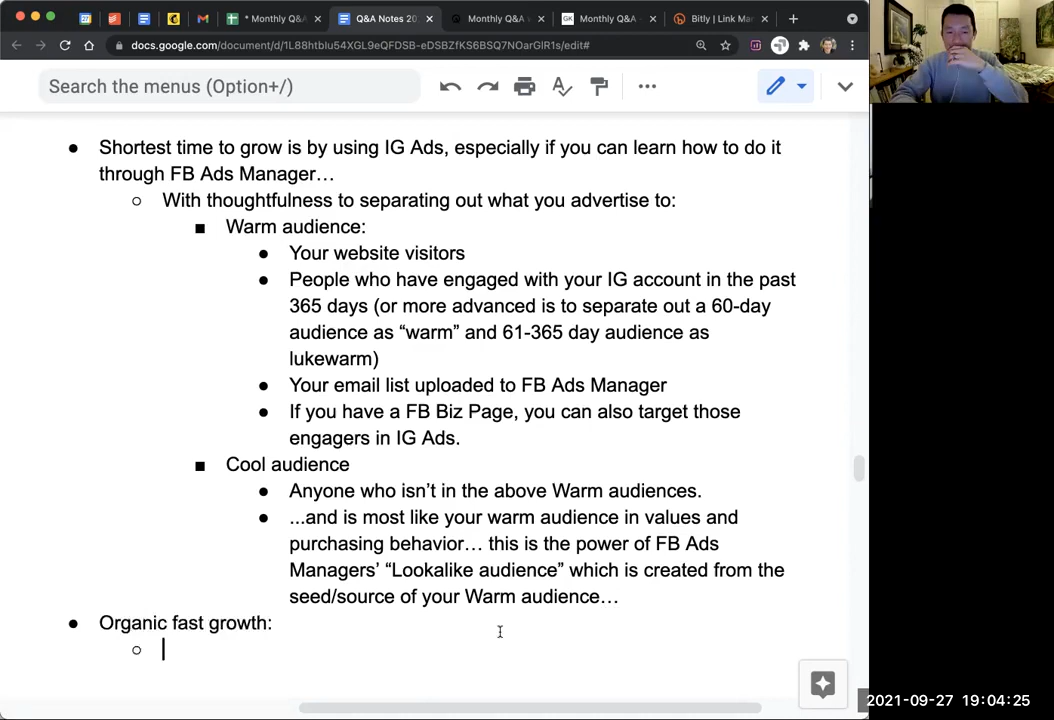 * Monthly Q&A
Q&A Notes 20
Monthly Q&A
GK
Monthly Q&A
Bitly | Link Ma
docs.google.com/document/d/1L88htblu54XGL9eQFDSB-eDSBZfKS6BSQ7NOarGlR1s/edit#
Search the menus (Option+/)
Shortest time to grow is by using IG Ads, especially if you can learn how to do it
through FB Ads Manager…
With thoughtfulness to separating out what you advertise to:
Warm audience:
Your website visitors
People who have engaged with your IG account in the past
365 days (or more advanced is to separate out a 60-day
audience as “warm” and 61-365 day audience as
lukewarm)
Your email list uploaded to FB Ads Manager
If you have a FB Biz Page, you can also target those
engagers in IG Ads.
Cool audience
Anyone who isn’t in the above Warm audiences.
...and is most like your warm audience in values and
purchasing behavior… this is the power of FB Ads
Managers’ “Lookalike audience” which is created from the
seed/source of your Warm audience…
Organic fast growth:
2021-09-27 19:04:25